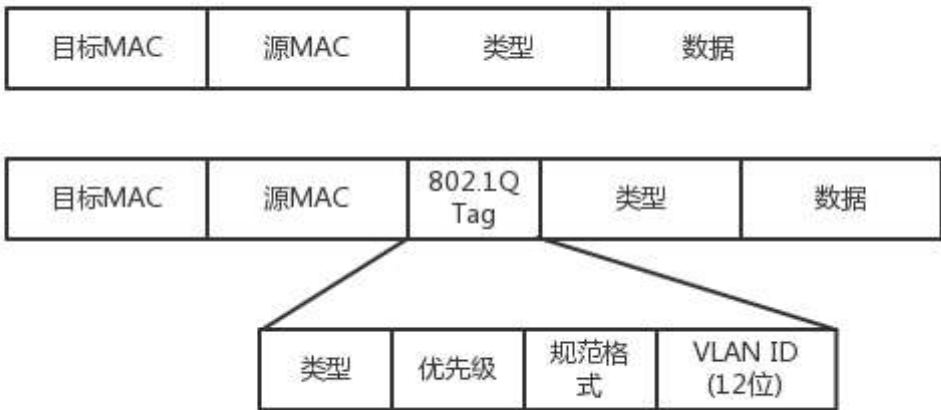 目标MAC 源MAC 类型 数据
目标MAC 源MAC 802.1Q Tag 类型 数据
类型 优先级 规范格式 VLAN ID (12位)